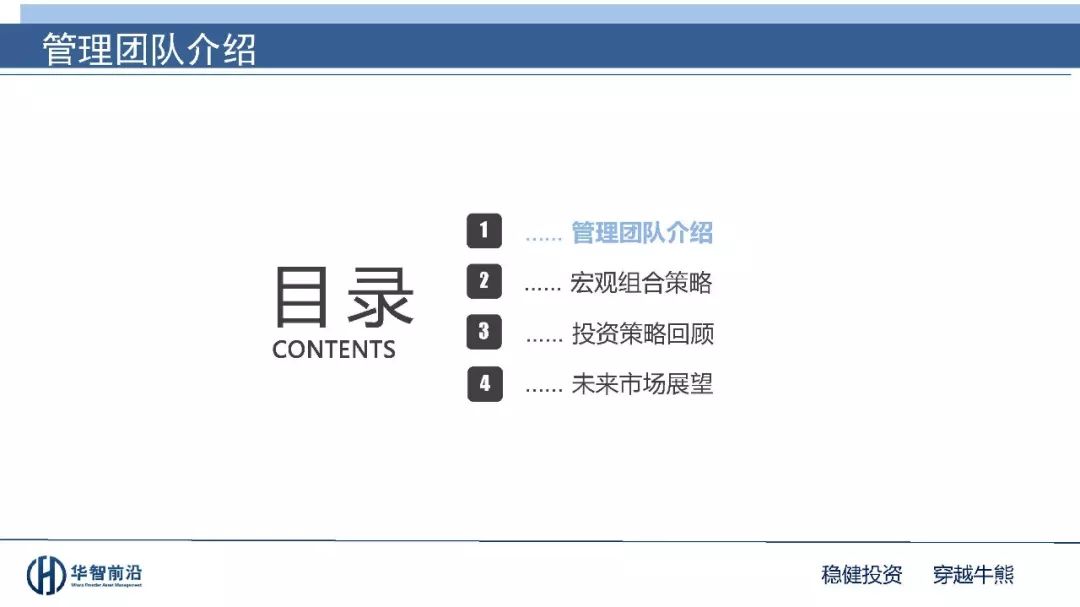 管理团队介绍
目录
CONTENTS
1 …… 管理团队介绍
2 …… 宏观组合策略
3 …… 投资策略回顾
4 …… 未来市场展望
华智前沿
稳健投资 穿越牛熊